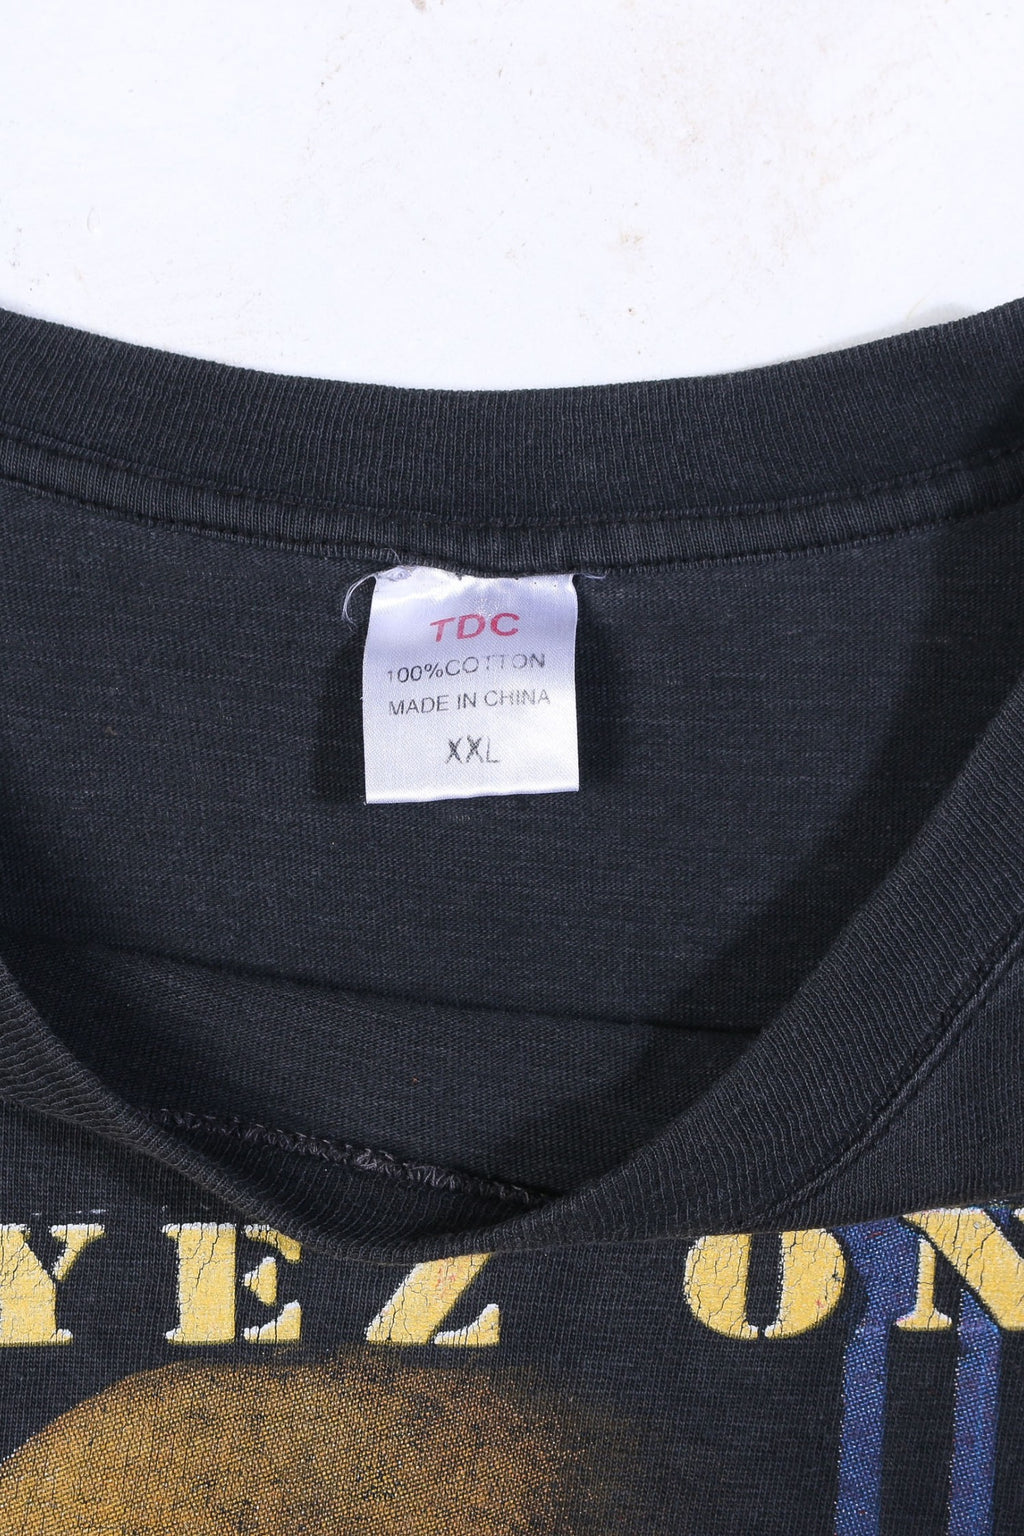 TDC
100%COTTON
MADE IN CHINA
XXL
YEZ ON